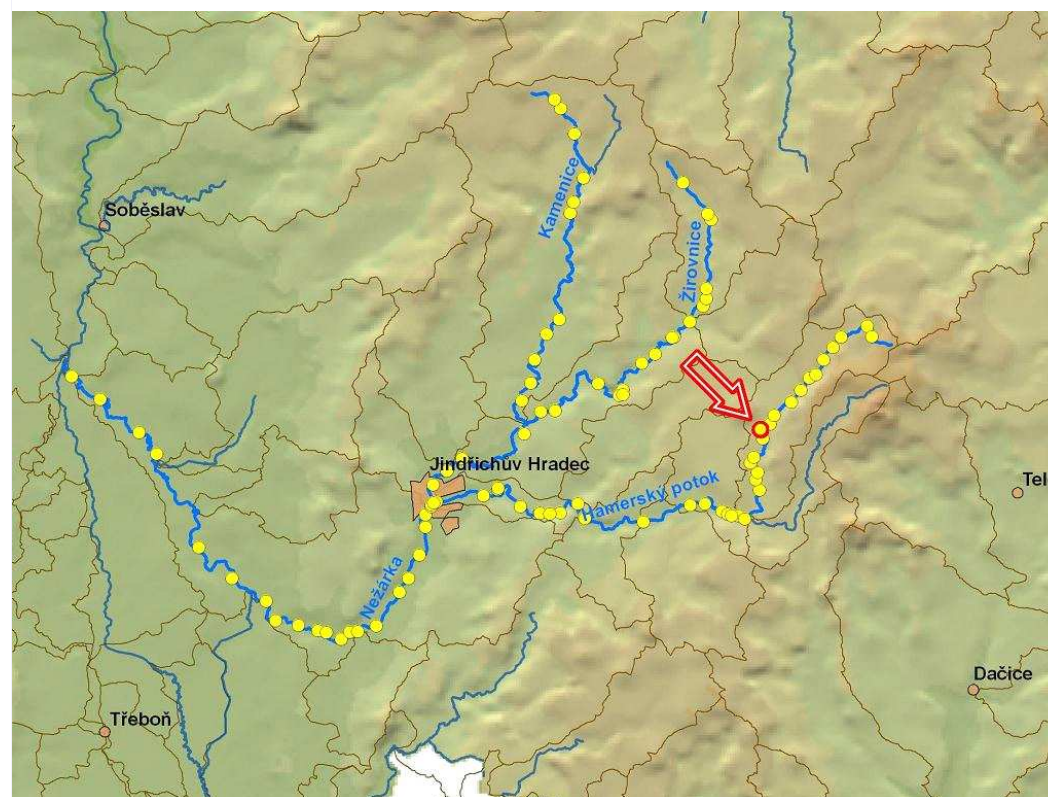 Kamenice
Soběslav
Žirovnice
Jindřichův Hradec
Hamerský potok
Tel
Nežárka
Dačice
Třeboň